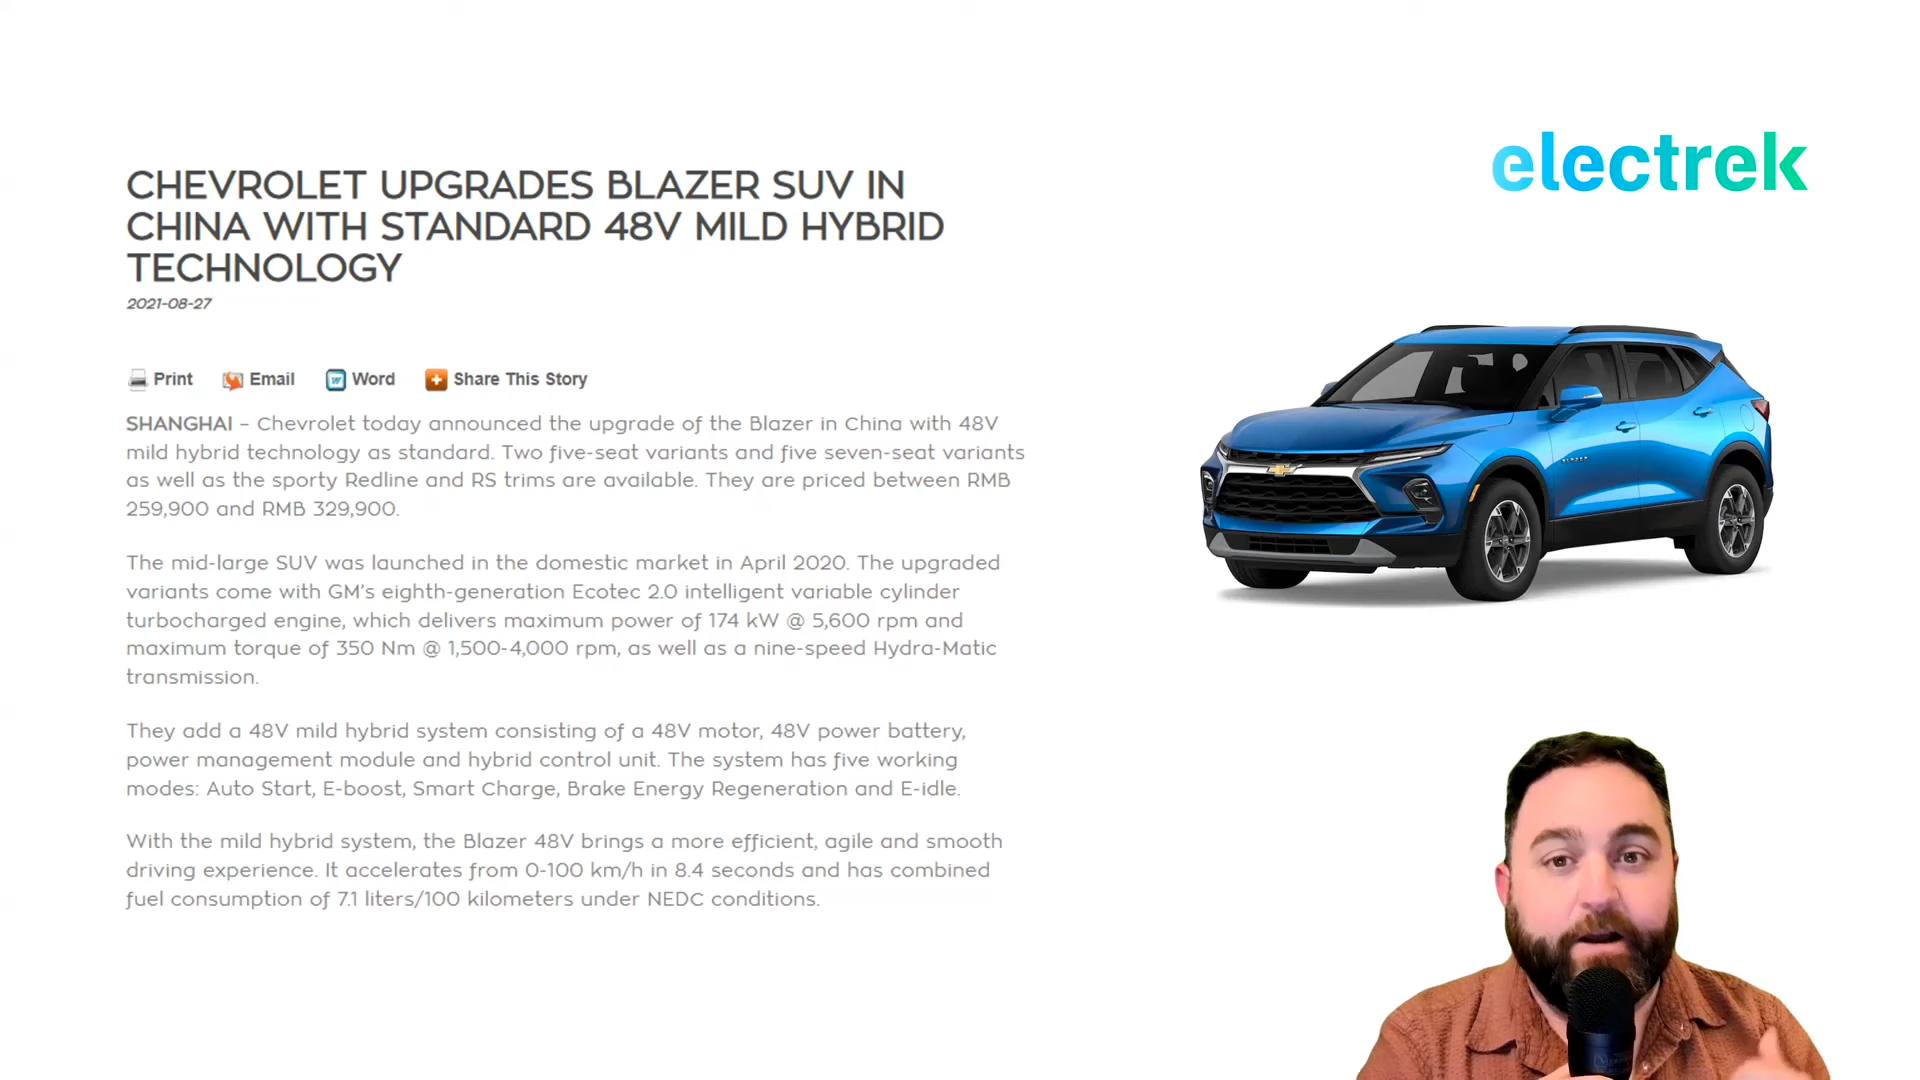 electrek
CHEVROLET UPGRADES BLAZER SUV IN
CHINA WITH STANDARD 48V MILD HYBRID
TECHNOLOGY
2021-08-27
Print Email Word Share This Story
SHANGHAI – Chevrolet today announced the upgrade of the Blazer in China with 48V
mild hybrid technology as standard. Two five-seat variants and five seven-seat variants
as well as the sporty Redline and RS trims are available. They are priced between RMB
259,900 and RMB 329,900.
The mid-large SUV was launched in the domestic market in April 2020. The upgraded
variants come with GM's eighth-generation Ecotec 2.0 intelligent variable cylinder
turbocharged engine, which delivers maximum power of 174 kW @ 5,600 rpm and
maximum torque of 350 Nm @ 1,500-4,000 rpm, as well as a nine-speed Hydra-Matic
transmission.
They add a 48V mild hybrid system consisting of a 48V motor, 48V power battery,
power management module and hybrid control unit. The system has five working
modes: Auto Start, E-boost, Smart Charge, Brake Energy Regeneration and E-idle.
With the mild hybrid system, the Blazer 48V brings a more efficient, agile and smooth
driving experience. It accelerates from 0-100 km/h in 8.4 seconds and has combined
fuel consumption of 7.1 liters/100 kilometers under NEDC conditions.
BLAZER